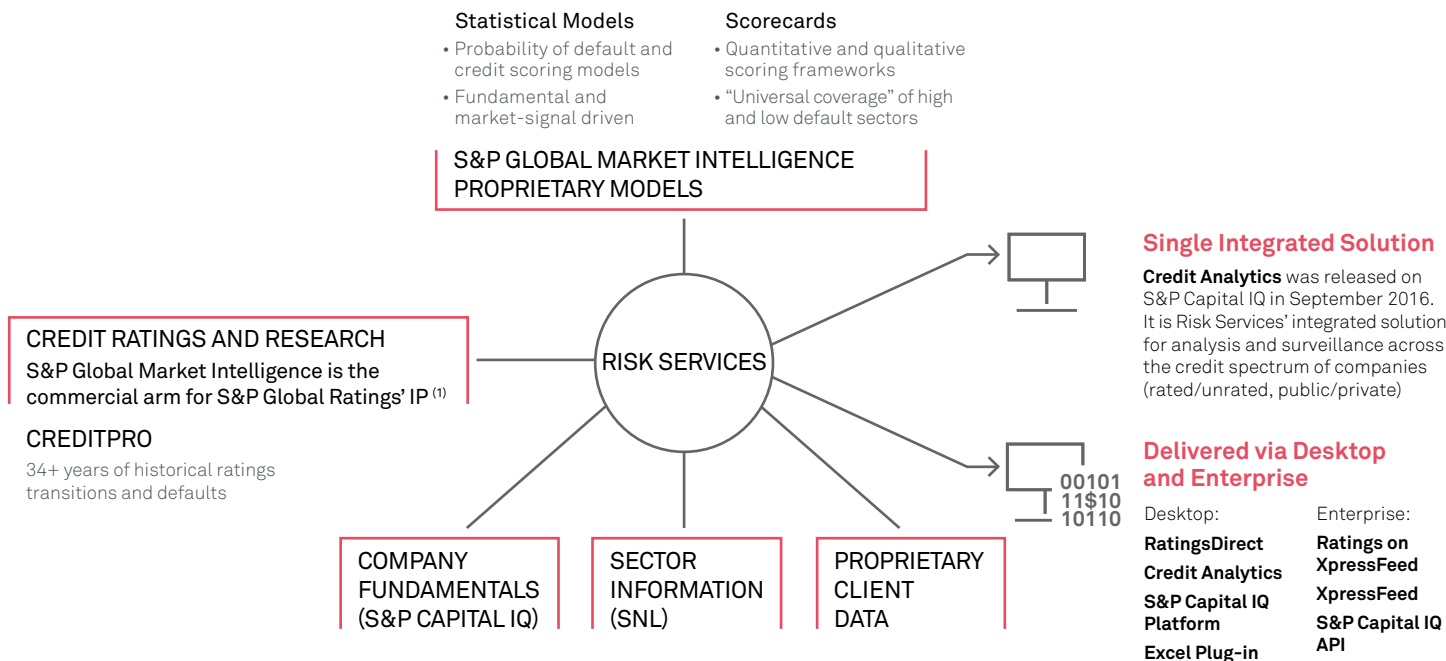 Statistical Models
• Probability of default and
credit scoring models
• Fundamental and
market-signal driven
Scorecards
• Quantitative and qualitative
scoring frameworks
• “Universal coverage” of high
and low default sectors
S&P GLOBAL MARKET INTELLIGENCE
PROPRIETARY MODELS
CREDIT RATINGS AND RESEARCH
S&P Global Market Intelligence is the
commercial arm for S&P Global Ratings’ IP (1)
CREDITPRO
34+ years of historical ratings
transitions and defaults
RISK SERVICES
COMPANY
FUNDAMENTALS
(S&P CAPITAL IQ)
SECTOR
INFORMATION
(SNL)
PROPRIETARY
CLIENT
DATA
Single Integrated Solution
Credit Analytics was released on
S&P Capital IQ in September 2016.
It is Risk Services’ integrated solution
for analysis and surveillance across
the credit spectrum of companies
(rated/unrated, public/private)
00101
11$10
10110
Delivered via Desktop
and Enterprise
Desktop:
RatingsDirect
Credit Analytics
S&P Capital IQ
Platform
Excel Plug-in
Enterprise:
Ratings on
XpressFeed
XpressFeed
S&P Capital IQ
API